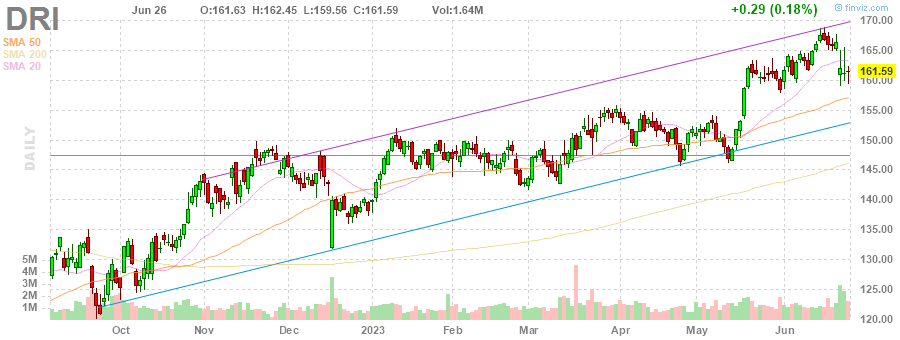 DRI
Jun 26 O:161.63 H:162.45 L:159.56 C:161.59 Vol:1.64M
+0.29 (0.18%)
© finviz.com
SMA 50
SMA 200
SMA 20
DAILY
170.00
165.00
161.59
160.00
155.00
150.00
145.00
140.00
135.00
130.00
125.00
120.00
5M
4M
3M
2M
1M
Oct Nov Dec 2023 Feb Mar Apr May Jun